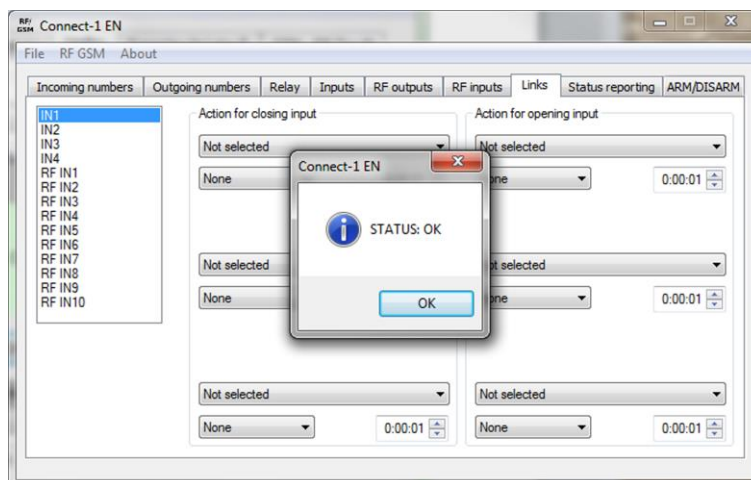 RF/
GSM
Connect-1 EN
File RF GSM About
Incoming numbers Outgoing numbers Relay Inputs RF outputs RF inputs Links Status reporting ARM/DISARM
IN1
IN2
IN3
IN4
RF IN1
RF IN2
RF IN3
RF IN4
RF IN5
RF IN6
RF IN7
RF IN8
RF IN9
RF IN10
Action for closing input
Not selected
None
Not selected
None
Not selected
None 0:00:01
Action for opening input
Not selected
None 0:00:01
Not selected
None 0:00:01
Not selected
None 0:00:01
Connect-1 EN
STATUS: OK
OK